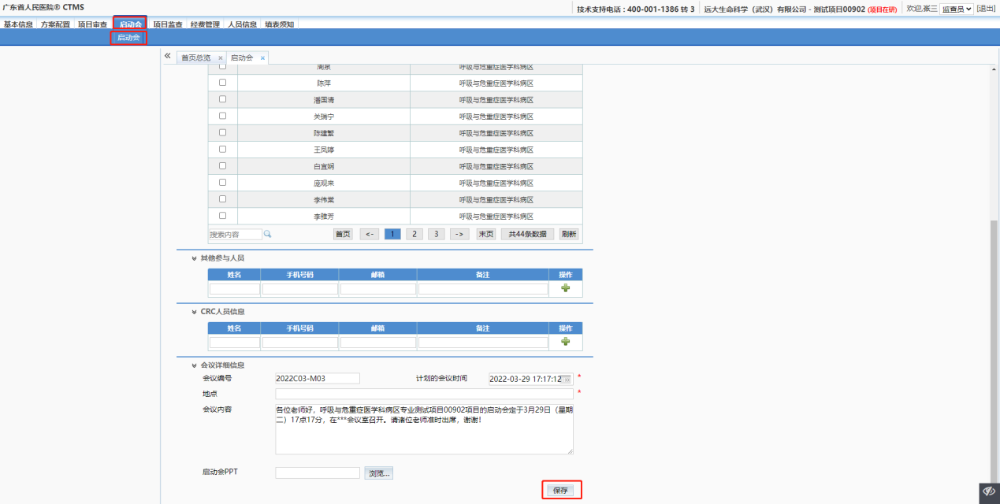 广东省人民医院® CTMS
技术支持电话：400-001-1386 转 3 远大生命科学（武汉）有限公司 - 测试项目00902 (项目在研) 欢迎,张三 监查员 [退出]
基本信息 方案配置 项目审查 启动会 项目监查 经费管理 人员信息 填表须知
启动会
« 首页总览 × 启动会 ×
周泉 呼吸与危重症医学科病区
陈萍 呼吸与危重症医学科病区
潘国清 呼吸与危重症医学科病区
关瑞宁 呼吸与危重症医学科病区
陈建繁 呼吸与危重症医学科病区
王凤婷 呼吸与危重症医学科病区
白宜娴 呼吸与危重症医学科病区
庞观来 呼吸与危重症医学科病区
李伟棠 呼吸与危重症医学科病区
李雅芳 呼吸与危重症医学科病区
搜索内容 首页 <- 1 2 3 -> 末页 共44条数据 刷新
其他参与人员
姓名 手机号码 邮箱 备注 操作
CRC人员信息
姓名 手机号码 邮箱 备注 操作
会议详细信息
会议编号 2022C03-M03 计划的会议时间 2022-03-29 17:17:12 *
地点 *
会议内容 各位老师好，呼吸与危重症医学科病区专业测试项目00902项目的启动会定于3月29日（星期
二）17点17分，在***会议室召开。请诸位老师准时出席，谢谢！
启动会PPT 浏览...
保存